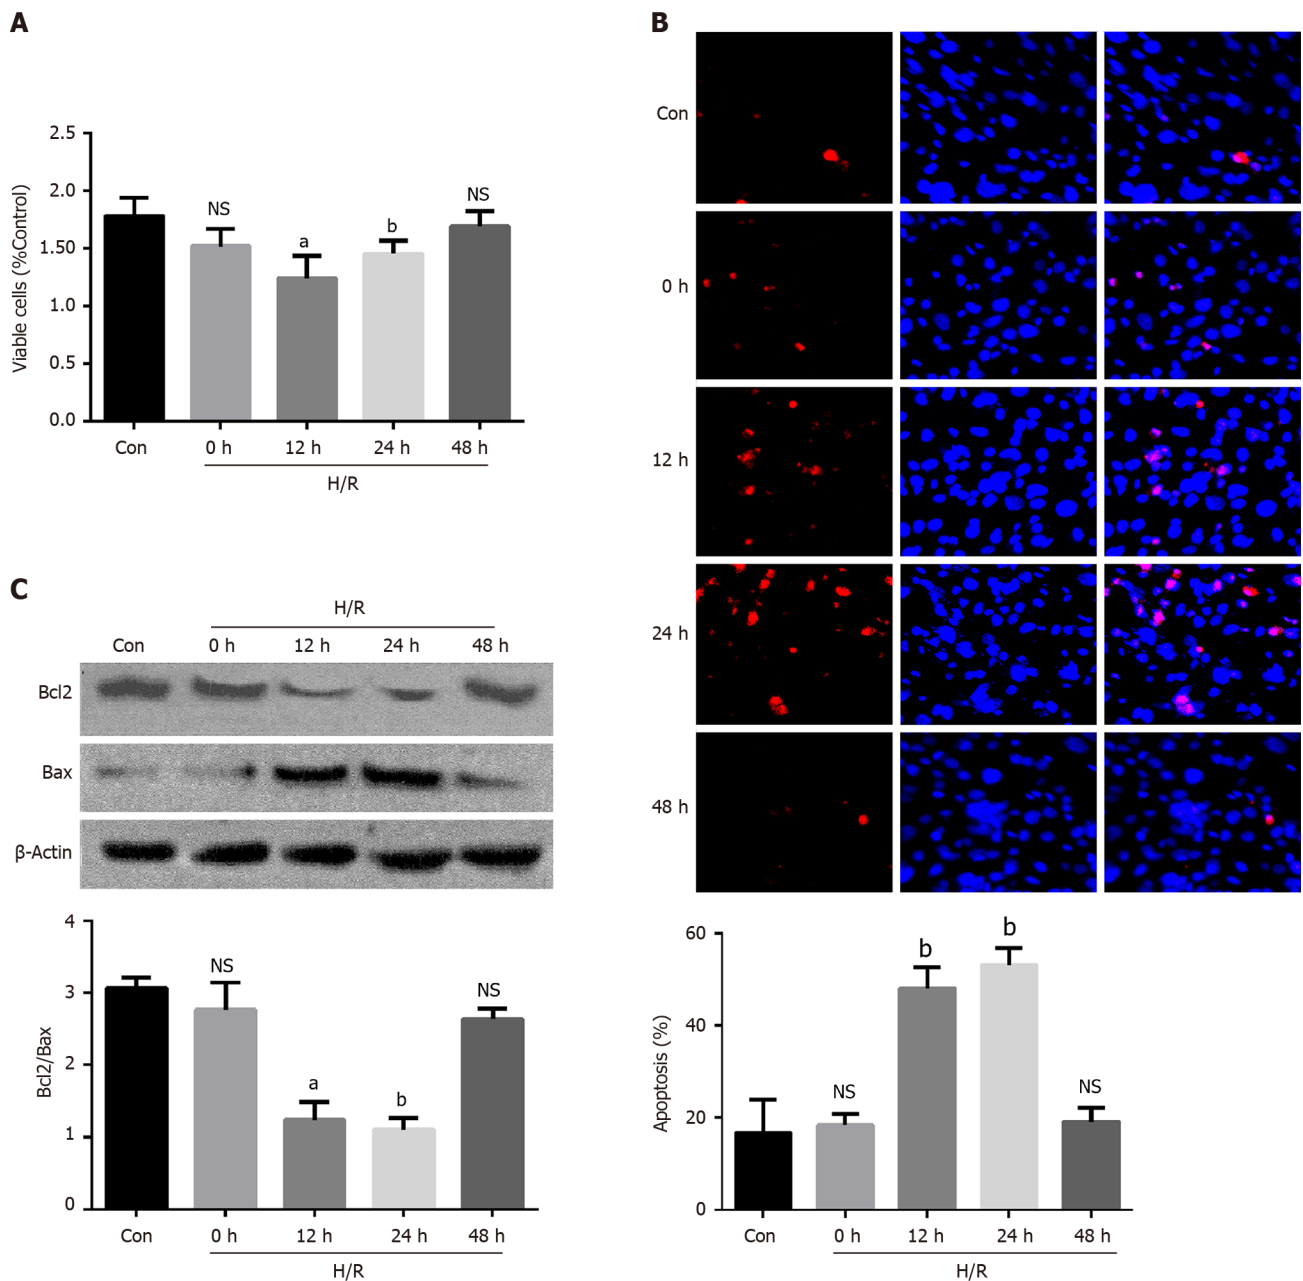 A
2.5
2.0
1.50
1.0
0.5
0.0
Viable cells (%Control)
NS
a
b
NS
Con
0 h
12 h
24 h
48 h
H/R
B
Con
0 h
12 h
24 h
48 h
60
40
20
0
Apoptosis (%)
NS
b
b
NS
Con
0 h
12 h
24 h
48 h
H/R
C
H/R
Con
0 h
12 h
24 h
48 h
Bcl2
Bax
β-Actin
4
3
2
1
0
Bcl2/Bax
NS
a
b
NS
Con
0 h
12 h
24 h
48 h
H/R